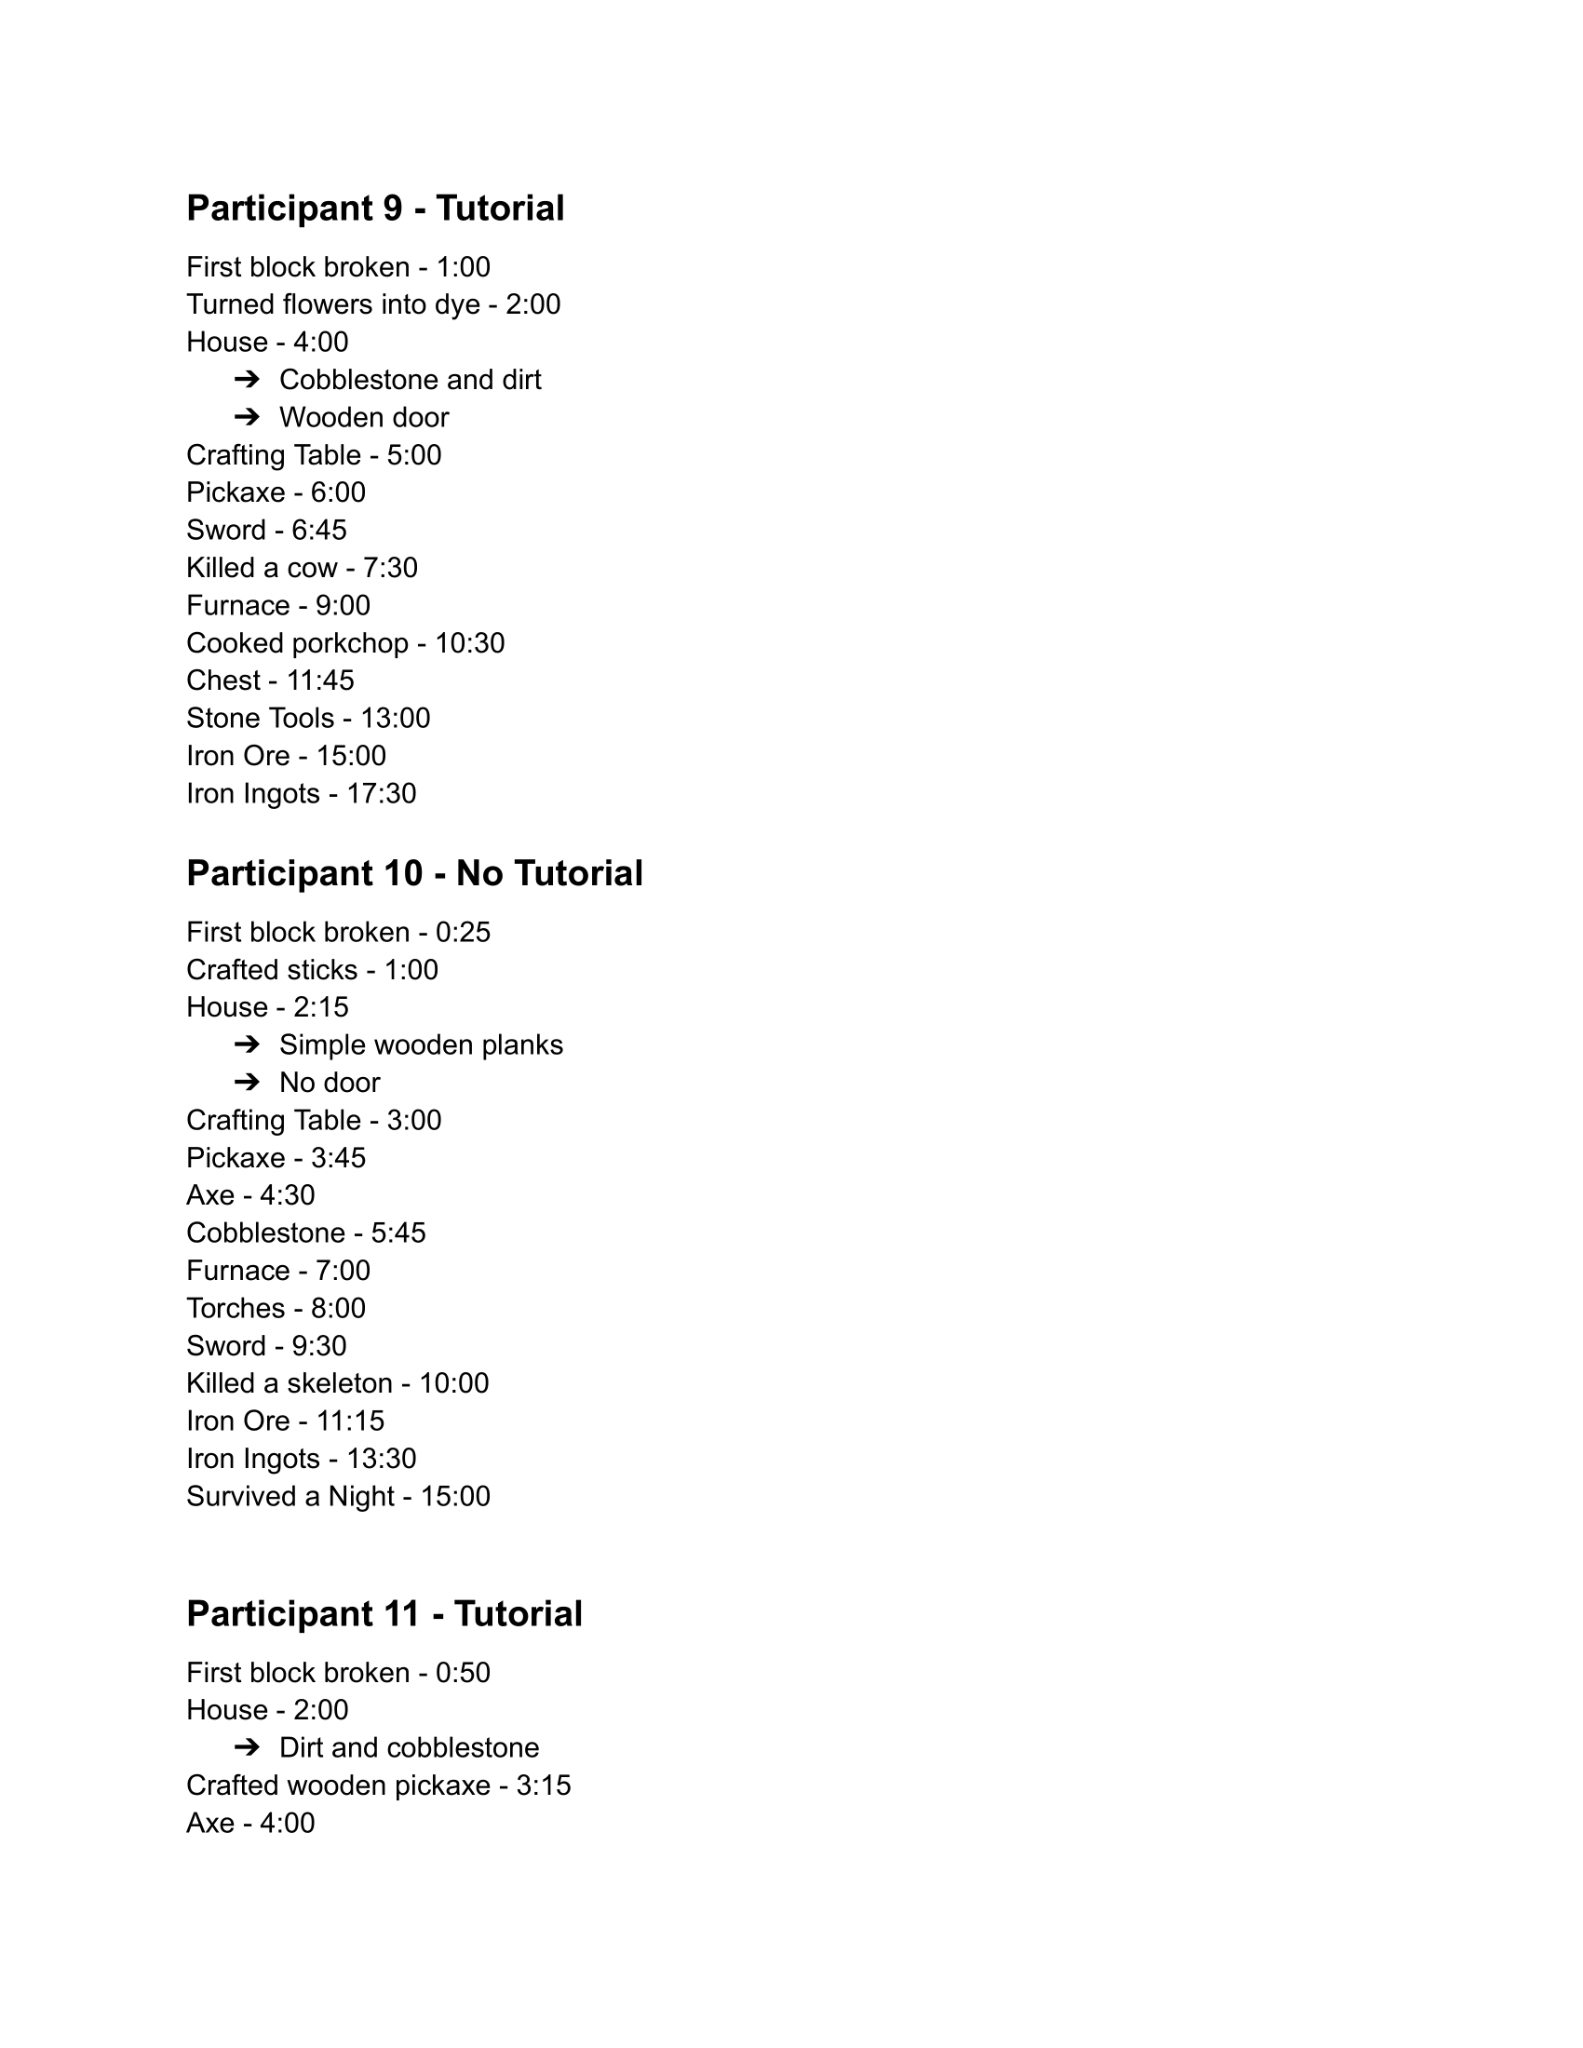 Participant 9 - Tutorial
First block broken - 1:00
Turned flowers into dye - 2:00
House - 4:00
➔ Cobblestone and dirt
➔ Wooden door
Crafting Table - 5:00
Pickaxe - 6:00
Sword - 6:45
Killed a cow - 7:30
Furnace - 9:00
Cooked porkchop - 10:30
Chest - 11:45
Stone Tools - 13:00
Iron Ore - 15:00
Iron Ingots - 17:30
Participant 10 - No Tutorial
First block broken - 0:25
Crafted sticks - 1:00
House - 2:15
➔ Simple wooden planks
➔ No door
Crafting Table - 3:00
Pickaxe - 3:45
Axe - 4:30
Cobblestone - 5:45
Furnace - 7:00
Torches - 8:00
Sword - 9:30
Killed a skeleton - 10:00
Iron Ore - 11:15
Iron Ingots - 13:30
Survived a Night - 15:00
Participant 11 - Tutorial
First block broken - 0:50
House - 2:00
➔ Dirt and cobblestone
Crafted wooden pickaxe - 3:15
Axe - 4:00